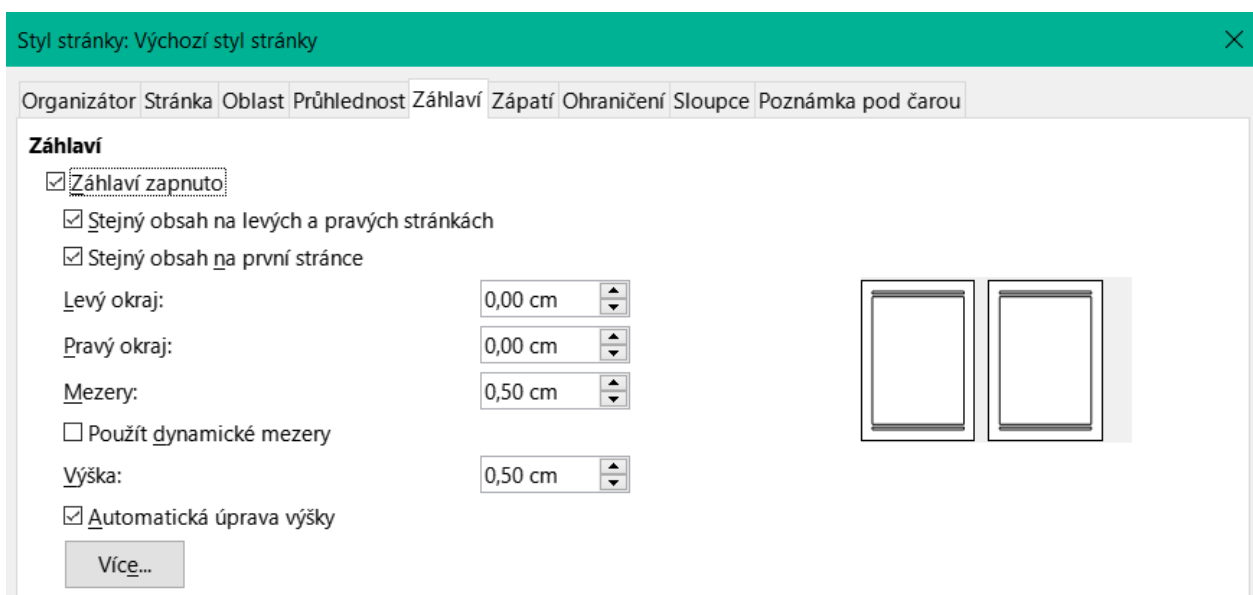 Styl stránky: Výchozí styl stránky
Organizátor Stránka Oblast Průhlednost Záhlaví Zápatí Ohraničení Sloupce Poznámka pod čarou
Záhlaví
Záhlaví zapnuto
Stejný obsah na levých a pravých stránkách
Stejný obsah na první stránce
Levý okraj: 0,00 cm
Pravý okraj: 0,00 cm
Mezery: 0,50 cm
Použít dynamické mezery
Výška: 0,50 cm
Automatická úprava výšky
Více...